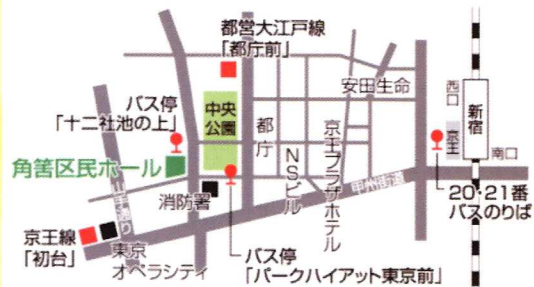 都営大江戸線
「都庁前」
バス停
「十二社池の上」
角筈区民ホール
山手通り
京王線
「初台」
東京
オペラシティ
消防署
中央
公園
都庁
NSビル
京王プラザホテル
安田生命
甲州街道
バス停
「パークハイアット東京前」
西口
京王
新宿
南口
20・21番
バスのりば